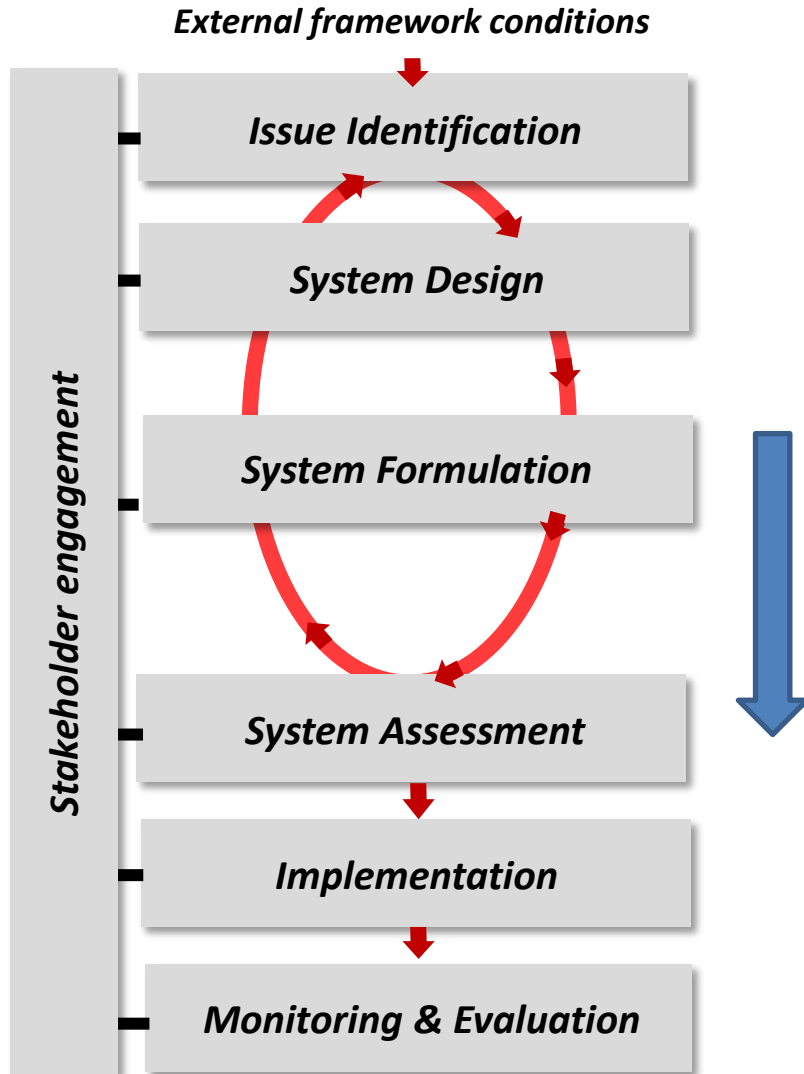 External framework conditions
Issue Identification
System Design
System Formulation
System Assessment
Implementation
Monitoring & Evaluation
Stakeholder engagement